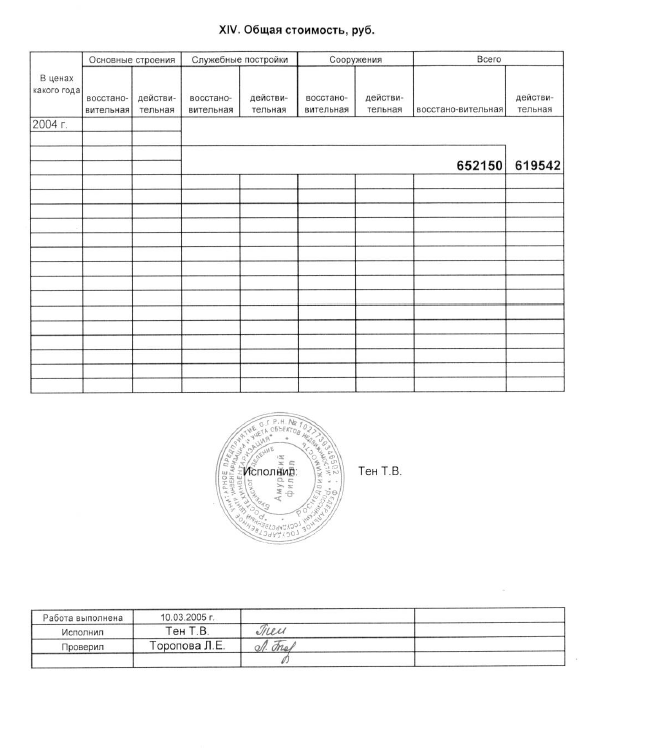 XIV. Общая стоимость, руб.
В ценах какого года
Основные строения
Служебные постройки
Сооружения
Всего
восстано-вительная
действи-тельная
восстано-вительная
действи-тельная
восстано-вительная
действи-тельная
восстано-вительная
действи-тельная
2004 г.
652150 619542
Амурский
филиал
Исполнил: Тен Т.В.
Работа выполнена 10.03.2005 г.
Исполнил Тен Т.В. Тен
Проверил Торопова Л.Е.